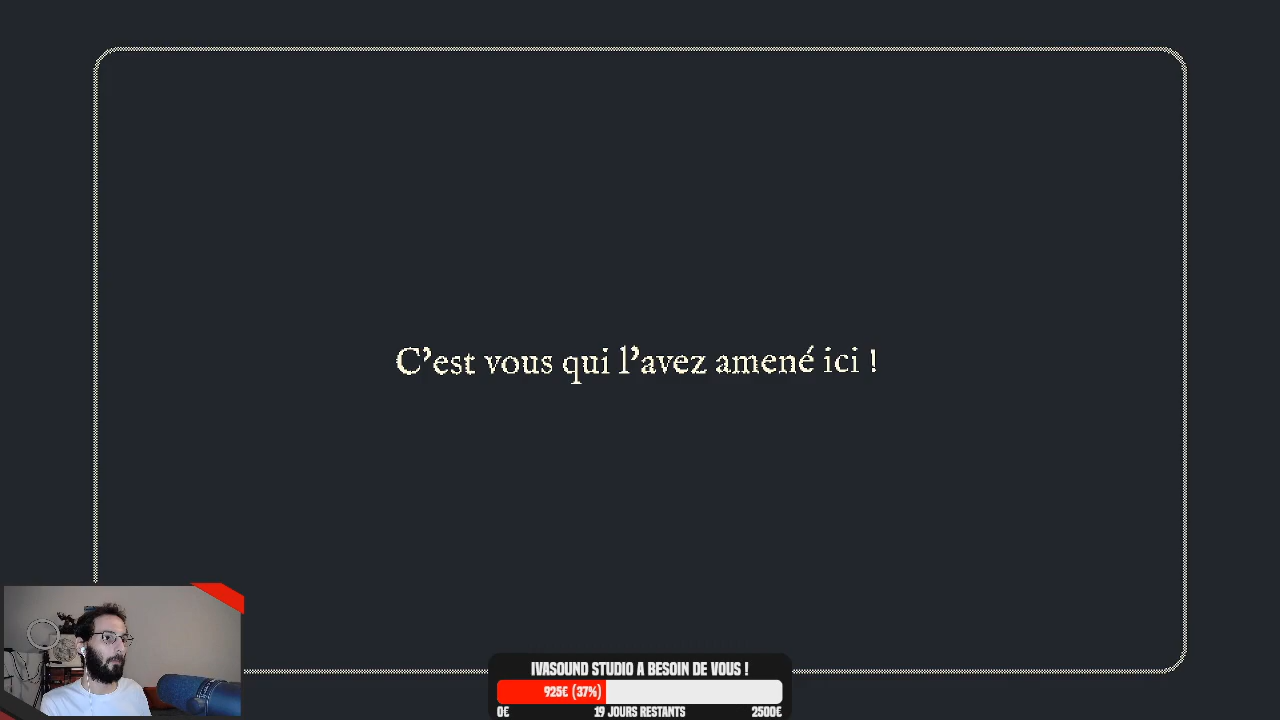 C'est vous qui l'avez amené ici !
IVASOUND STUDIO A BESOIN DE VOUS !
925€ (37%)
0€ 19 JOURS RESTANTS 2500€